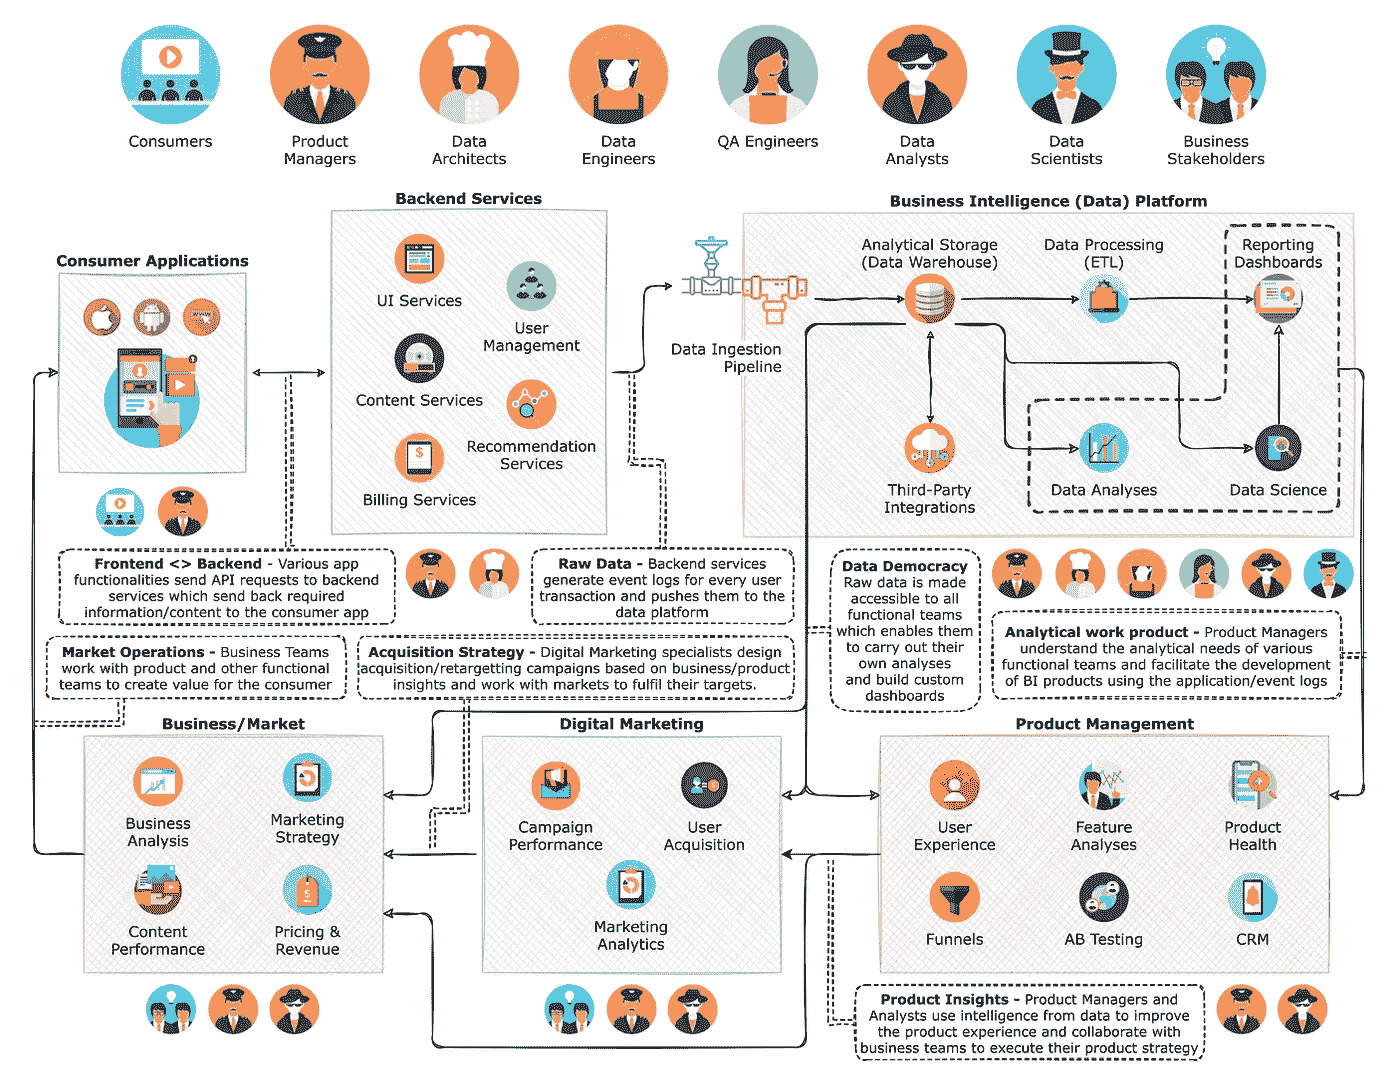 Consumers
Product
Managers
Data
Architects
Data
Engineers
QA Engineers
Data
Analysts
Data
Scientists
Business
Stakeholders
Backend Services
Business Intelligence (Data) Platform
Consumer Applications
WWW
UI Services
User
Management
Content Services
Recommendation
Services
$
Billing Services
Data Ingestion
Pipeline
Analytical Storage
(Data Warehouse)
Data Processing
(ETL)
Reporting
Dashboards
Third-Party
Integrations
Data Analyses
Data Science
Frontend <> Backend - Various app
functionalities send API requests to backend
services which send back required
information/content to the consumer app
Raw Data - Backend services
generate event logs for every user
transaction and pushes them to the
data platform
Data Democracy
Raw data is made
accessible to all
functional teams
which enables them
to carry out their
own analyses
and build custom
dashboards
Analytical work product - Product Managers
understand the analytical needs of various
functional teams and facilitate the development
of BI products using the application/event logs
Market Operations - Business Teams
work with product and other functional
teams to create value for the consumer
Acquisition Strategy - Digital Marketing specialists design
acquisition/retargetting campaigns based on business/product
insights and work with markets to fulfil their targets.
Business/Market
Digital Marketing
Product Management
Business
Analysis
Marketing
Strategy
Content
Performance
$
Pricing &
Revenue
Campaign
Performance
User
Acquisition
Marketing
Analytics
User
Experience
Feature
Analyses
Product
Health
Funnels
AB Testing
CRM
Product Insights - Product Managers and
Analysts use intelligence from data to improve
the product experience and collaborate with
business teams to execute their product strategy